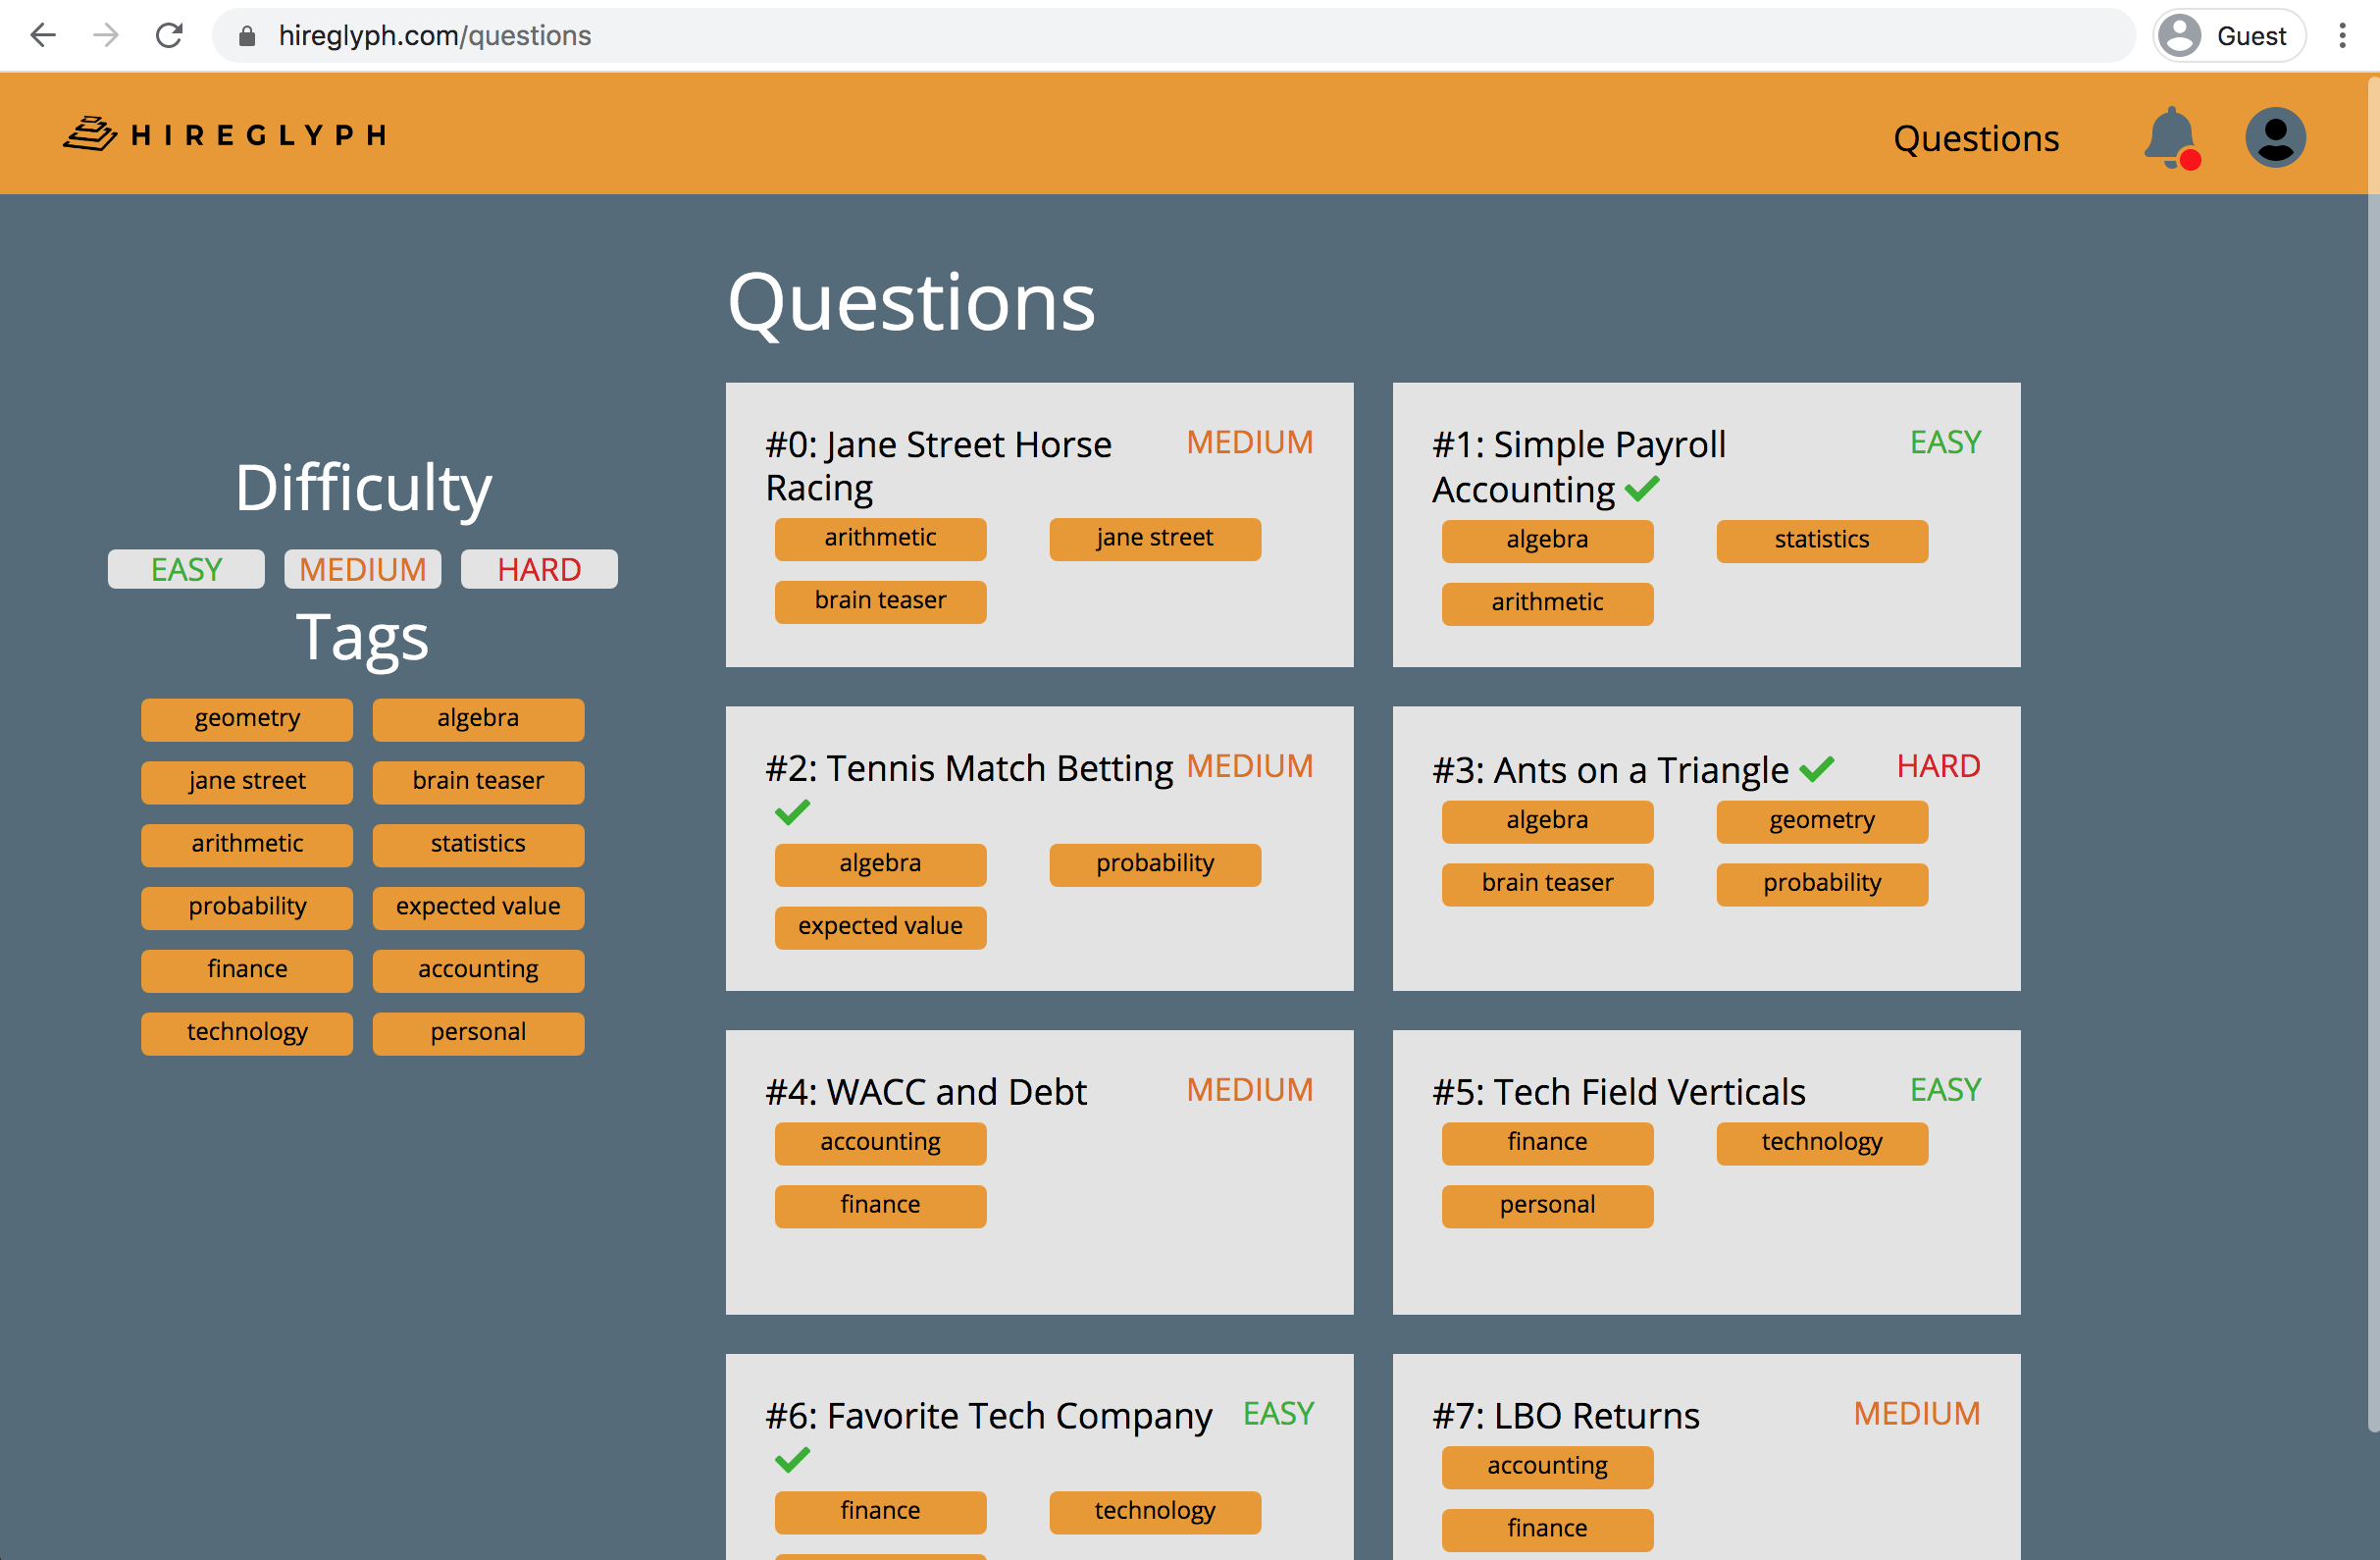 hireglyph.com/questions
Guest
HIREGLYPH
Questions
Questions
Difficulty
EASY MEDIUM HARD
Tags
geometry algebra
jane street brain teaser
arithmetic statistics
probability expected value
finance accounting
technology personal
#0: Jane Street Horse MEDIUM
Racing
arithmetic jane street
brain teaser
#1: Simple Payroll EASY
Accounting
algebra statistics
arithmetic
#2: Tennis Match Betting MEDIUM
algebra probability
expected value
#3: Ants on a Triangle HARD
algebra geometry
brain teaser probability
#4: WACC and Debt MEDIUM
accounting
finance
#5: Tech Field Verticals EASY
finance technology
personal
#6: Favorite Tech Company EASY
finance technology
#7: LBO Returns MEDIUM
accounting
finance